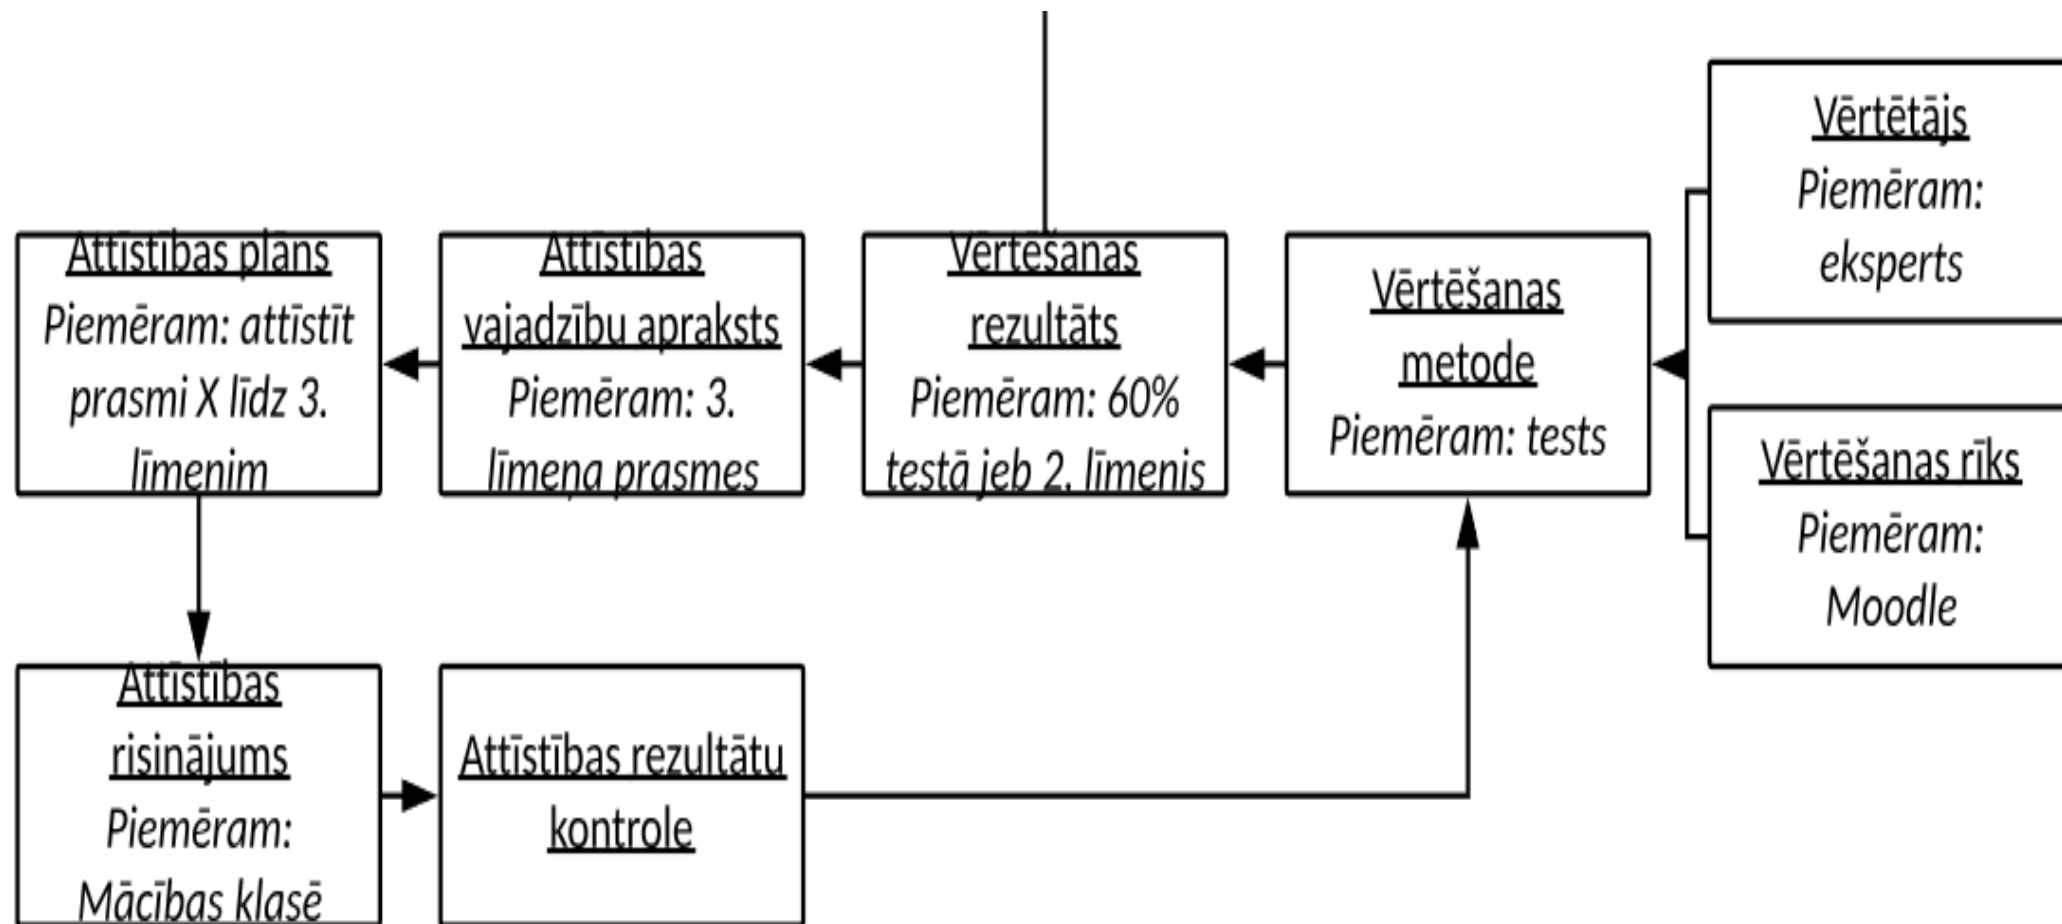 Vērtētājs
Piemēram:
eksperts
Attīstības plāns
Piemēram: attīstīt
prasmi X līdz 3.
līmenim
Attīstības
vajadzību apraksts
Piemēram: 3.
līmeņa prasmes
Vērtēšanas
rezultāts
Piemēram: 60%
testā jeb 2. līmenis
Vērtēšanas
metode
Piemēram: tests
Vērtēšanas rīks
Piemēram:
Moodle
Attīstības
risinājums
Piemēram:
Mācības klasē
Attīstības rezultātu
kontrole